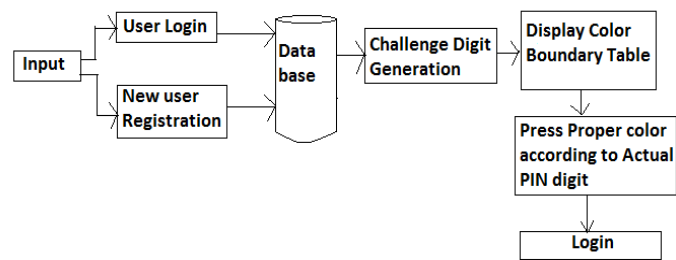 Input
User Login
New user
Registration
Data
base
Challenge Digit
Generation
Display Color
Boundary Table
Press Proper color
according to Actual
PIN digit
Login